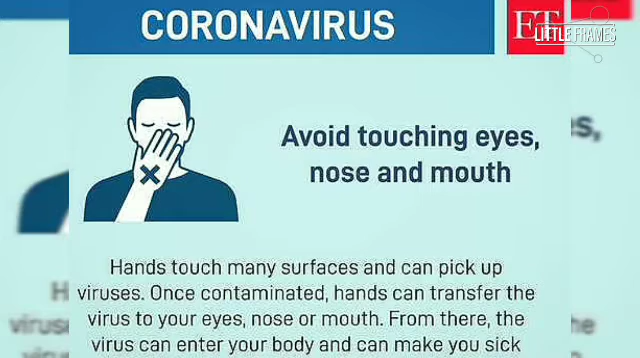 CORONAVIRUS
ET
LITTLE FRAMES
Avoid touching eyes,
nose and mouth
Hands touch many surfaces and can pick up
viruses. Once contaminated, hands can transfer the
virus to your eyes, nose or mouth. From there, the
virus can enter your body and can make you sick